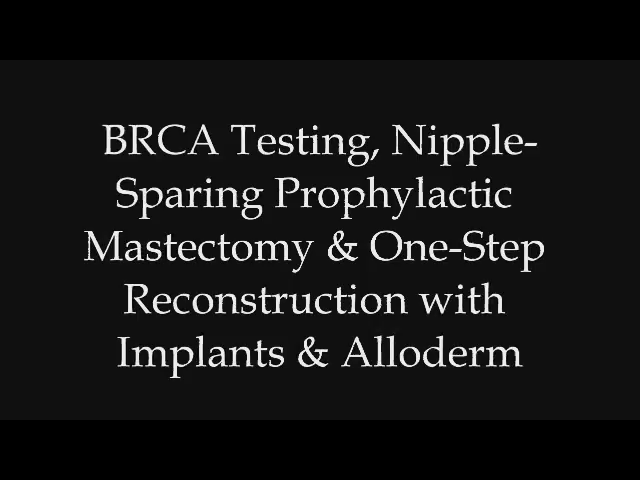 BRCA Testing, Nipple-
Sparing Prophylactic
Mastectomy & One-Step
Reconstruction with
Implants & Alloderm